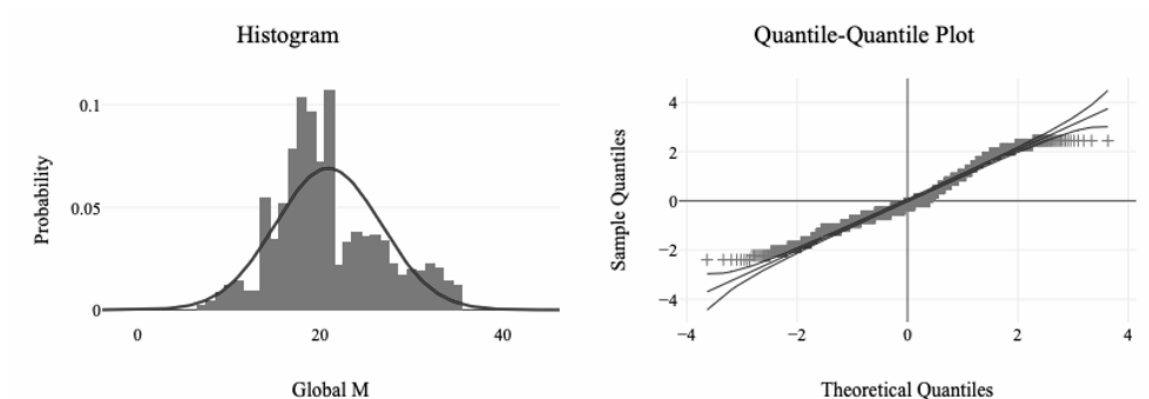 Histogram
0.1
0.05
0
Probability
0
20
40
Global M
Quantile-Quantile Plot
4
2
0
−2
−4
Sample Quantiles
−4
−2
0
2
4
Theoretical Quantiles